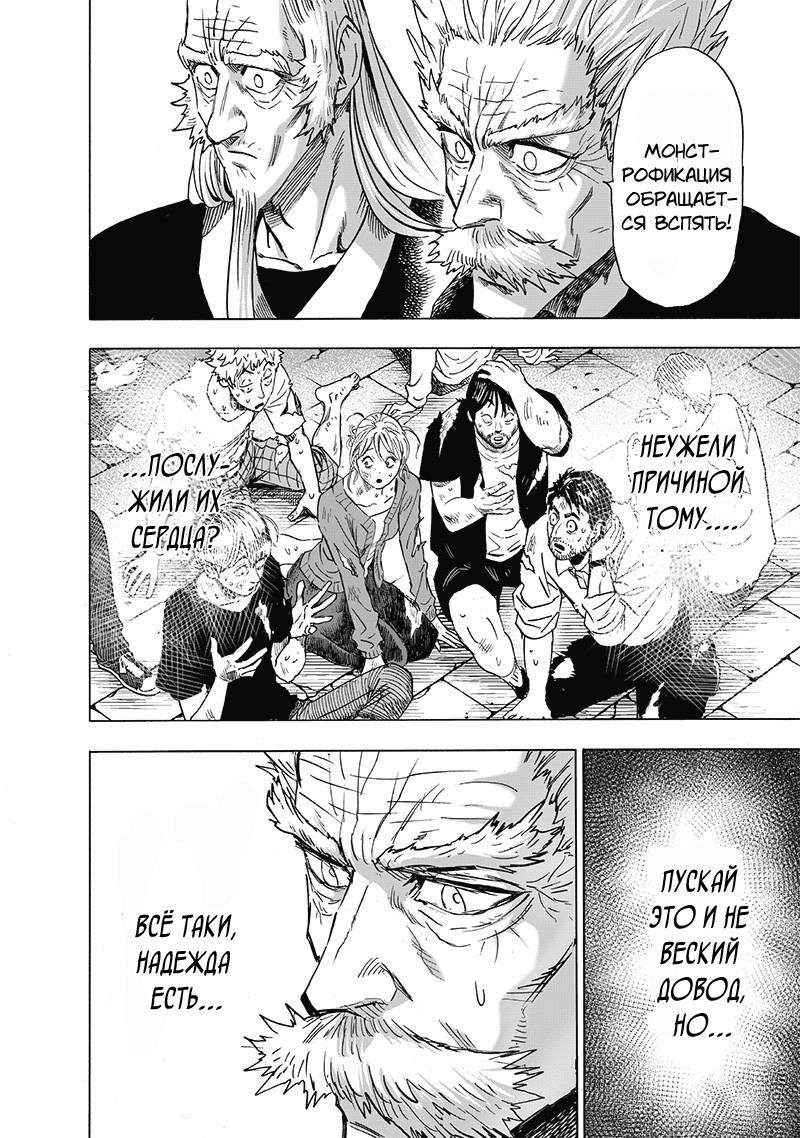 МОНСТ-
РОФИКАЦИЯ
ОБРАЩАЕТ-
СЯ ВСПЯТЬ!
НЕУЖЕЛИ
ПРИЧИНОЙ
ТОМУ....
...ПОСЛУ-
ЖИЛИ ИХ
СЕРДЦА?
ПУСКАЙ
ЭТО И НЕ
ВЕСКИЙ
ДОВОД,
НО...
ВСЁ ТАКИ,
НАДЕЖДА
ЕСТЬ...